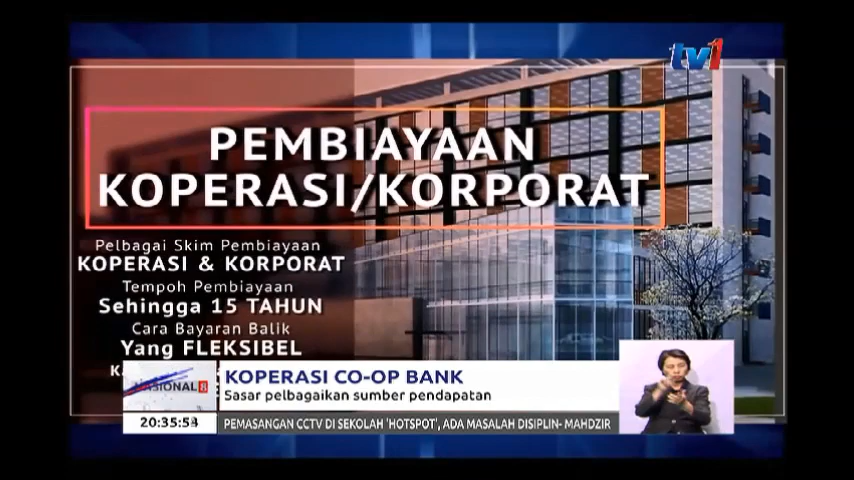 tv1
PEMBIAYAAN
KOPERASI/KORPORAT
Pelbagai Skim Pembiayaan
KOPERASI & KORPORAT
Tempoh Pembiayaan
Sehingga 15 TAHUN
Cara Bayaran Balik
Yang FLEKSIBEL
NASIONAL 8
KOPERASI CO-OP BANK
Sasar pelbagaikan sumber pendapatan
20:35:54
PEMASANGAN CCTV DI SEKOLAH 'HOTSPOT', ADA MASALAH DISIPLIN- MAHDZIR